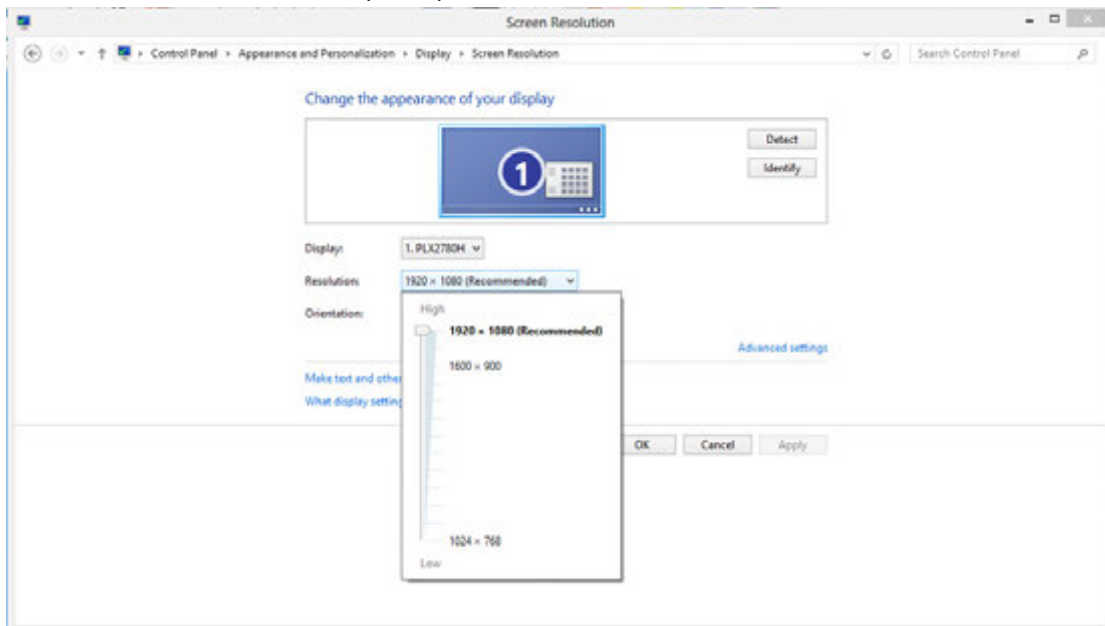 Screen Resolution
Control Panel ▸ Appearance and Personalization ▸ Display ▸ Screen Resolution
Search Control Panel
Change the appearance of your display
1
Detect
Identify
Display:
1. PLX2780H
Resolution:
1920 × 1080 (Recommended)
Orientation:
High
1920 × 1080 (Recommended)
1600 × 900
Advanced settings
Make text and othe
What display setting
OK
Cancel
Apply
1024 × 768
Low